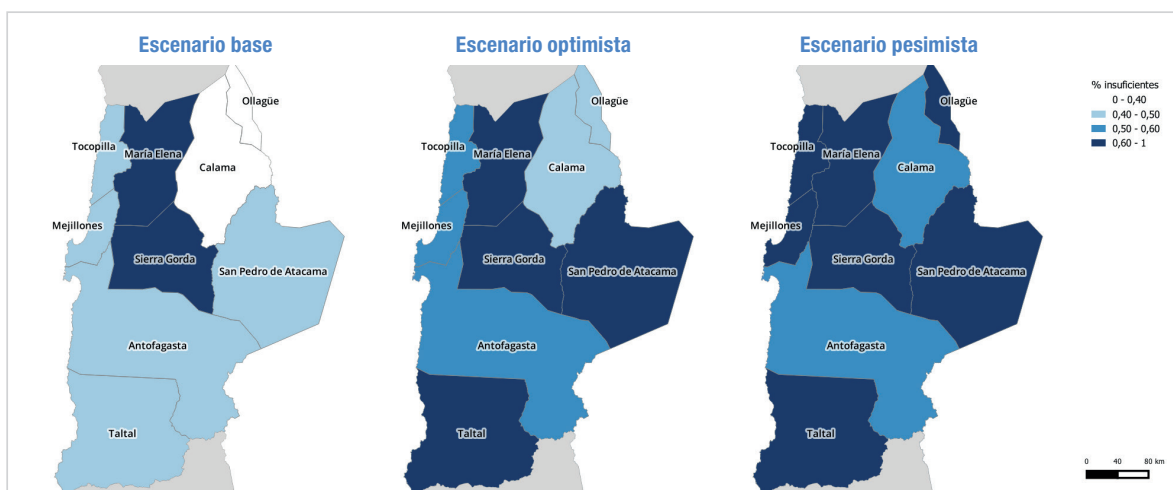 Escenario base
Escenario optimista
Escenario pesimista
Ollagüe
Tocopilla
María Elena
Calama
Mejillones
Sierra Gorda
San Pedro de Atacama
Antofagasta
Taltal
Ollagüe
Tocopilla
María Elena
Calama
Mejillones
Sierra Gorda
San Pedro de Atacama
Antofagasta
Taltal
Ollagüe
Tocopilla
María Elena
Calama
Mejillones
Sierra Gorda
San Pedro de Atacama
Antofagasta
Taltal
% insuficientes
0 - 0,40
0,40 - 0,50
0,50 - 0,60
0,60 - 1
0 40 80 km